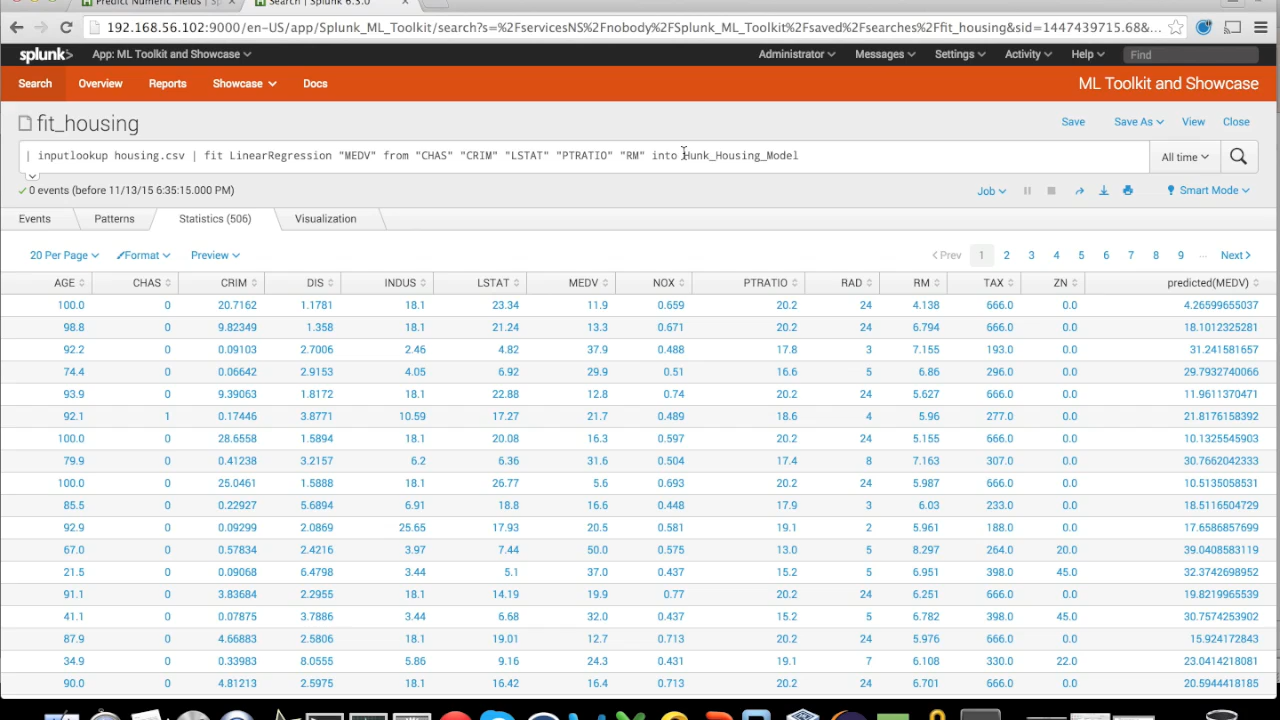 Predict Numeric Fields | Sp
Search | Splunk 6.3.0
192.168.56.102:9000/en-US/app/Splunk_ML_Toolkit/search?s=%2FservicesNS%2Fnobody%2FSplunk_ML_Toolkit%2Fsaved%2Fsearches%2Ffit_housing&sid=1447439715.68&...
splunk> App: ML Toolkit and Showcase Administrator Messages Settings Activity Help Find
Search Overview Reports Showcase Docs ML Toolkit and Showcase
fit_housing Save Save As View Close
| inputlookup housing.csv | fit LinearRegression "MEDV" from "CHAS" "CRIM" "LSTAT" "PTRATIO" "RM" into Hunk_Housing_Model All time
0 events (before 11/13/15 6:35:15.000 PM) Job Smart Mode
Events Patterns Statistics (506) Visualization
20 Per Page Format Preview < Prev 1 2 3 4 5 6 7 8 9 ... Next >
AGE CHAS CRIM DIS INDUS LSTAT MEDV NOX PTRATIO RAD RM TAX ZN predicted(MEDV)
100.0 0 20.7162 1.1781 18.1 23.34 11.9 0.659 20.2 24 4.138 666.0 0.0 4.26599655037
98.8 0 9.82349 1.358 18.1 21.24 13.3 0.671 20.2 24 6.794 666.0 0.0 18.1012325281
92.2 0 0.09103 2.7006 2.46 4.82 37.9 0.488 17.8 3 7.155 193.0 0.0 31.241581657
74.4 0 0.06642 2.9153 4.05 6.92 29.9 0.51 16.6 5 6.86 296.0 0.0 29.7932740066
93.9 0 9.39063 1.8172 18.1 22.88 12.8 0.74 20.2 24 5.627 666.0 0.0 11.9611370471
92.1 1 0.17446 3.8771 10.59 17.27 21.7 0.489 18.6 4 5.96 277.0 0.0 21.8176158392
100.0 0 28.6558 1.5894 18.1 20.08 16.3 0.597 20.2 24 5.155 666.0 0.0 10.1325545903
79.9 0 0.41238 3.2157 6.2 6.36 31.6 0.504 17.4 8 7.163 307.0 0.0 30.7662042333
100.0 0 25.0461 1.5888 18.1 26.77 5.6 0.693 20.2 24 5.987 666.0 0.0 10.5135058531
85.5 0 0.22927 5.6894 6.91 18.8 16.6 0.448 17.9 3 6.03 233.0 0.0 18.5116504729
92.9 0 0.09299 2.0869 25.65 17.93 20.5 0.581 19.1 2 5.961 188.0 0.0 17.6586857699
67.0 0 0.57834 2.4216 3.97 7.44 50.0 0.575 13.0 5 8.297 264.0 20.0 39.0408583119
21.5 0 0.09068 6.4798 3.44 5.1 37.0 0.437 15.2 5 6.951 398.0 45.0 32.3742698952
91.1 0 3.83684 2.2955 18.1 14.19 19.9 0.77 20.2 24 6.251 666.0 0.0 19.8219965539
41.1 0 0.07875 3.7886 3.44 6.68 32.0 0.437 15.2 5 6.782 398.0 45.0 30.7574253902
87.9 0 4.66883 2.5806 18.1 19.01 12.7 0.713 20.2 24 5.976 666.0 0.0 15.924172843
34.9 0 0.33983 8.0555 5.86 9.16 24.3 0.431 19.1 7 6.108 330.0 22.0 23.0414218081
90.0 0 4.81213 2.5975 18.1 16.42 16.4 0.713 20.2 24 6.701 666.0 0.0 20.5944418185